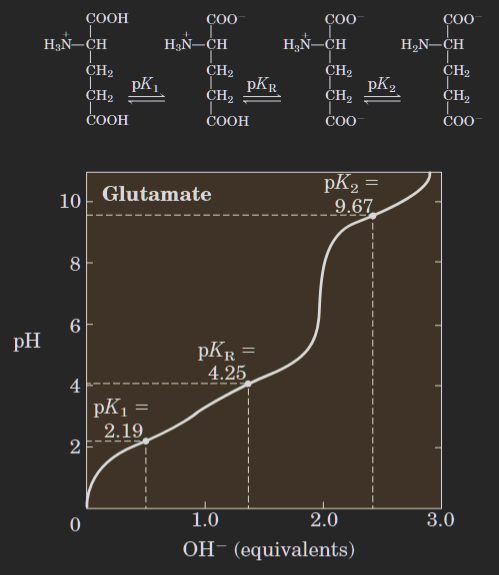 COOH COO⁻ COO⁻ COO⁻
H₃N⁺—CH H₃N⁺—CH H₃N⁺—CH H₂N—CH
CH₂ CH₂ CH₂ CH₂
CH₂ pK₁ CH₂ pK_R CH₂ pK₂ CH₂
COOH COOH COO⁻ COO⁻
Glutamate
pK₂ =
9.67
pK_R =
4.25
pK₁ =
2.19
pH
10
8
6
4
2
0
1.0 2.0 3.0
OH⁻ (equivalents)